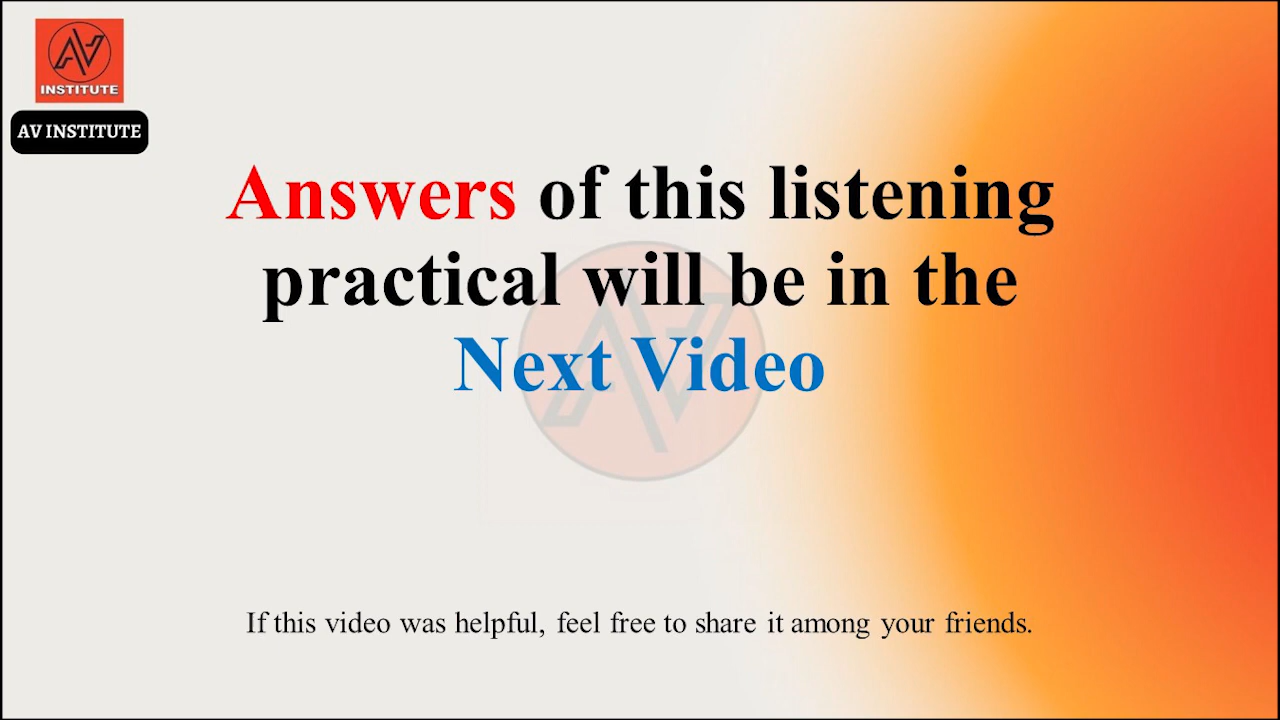 AV
INSTITUTE
AV INSTITUTE
Answers of this listening
practical will be in the
Next Video
If this video was helpful, feel free to share it among your friends.